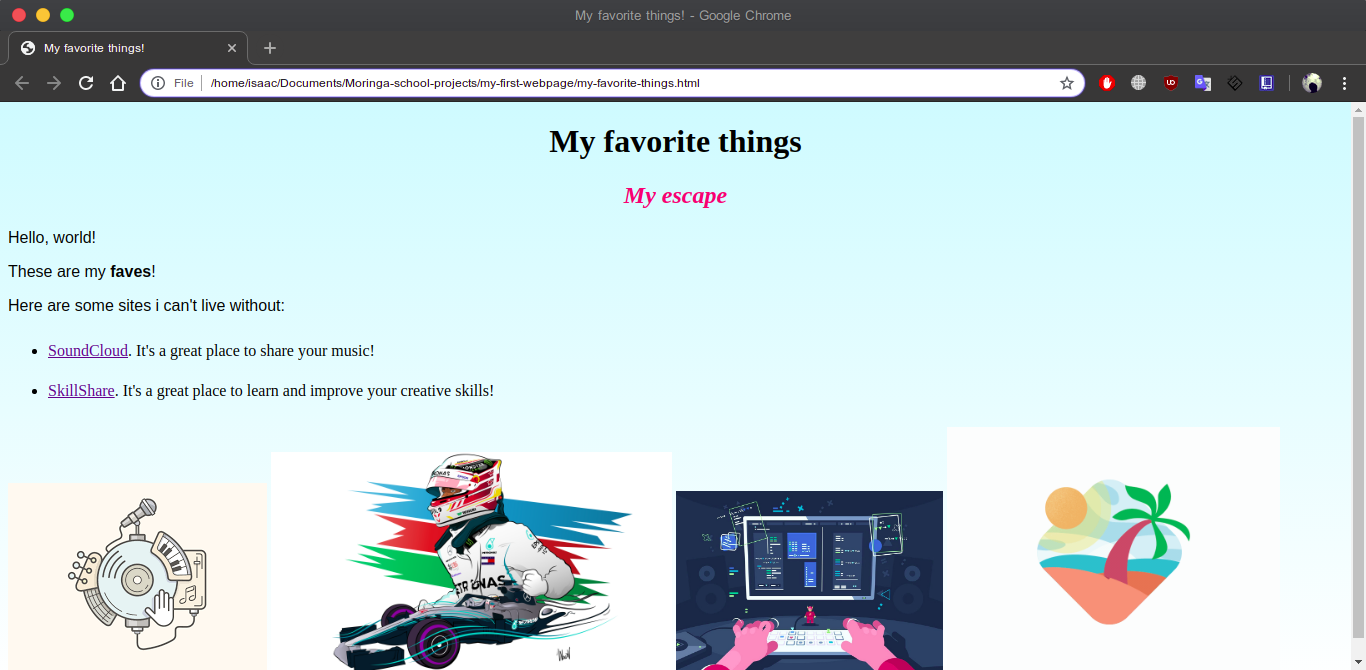 My favorite things! - Google Chrome
My favorite things!
File
/home/isaac/Documents/Moringa-school-projects/my-first-webpage/my-favorite-things.html
My favorite things
My escape
Hello, world!
These are my faves!
Here are some sites i can't live without:
SoundCloud. It's a great place to share your music!
SkillShare. It's a great place to learn and improve your creative skills!